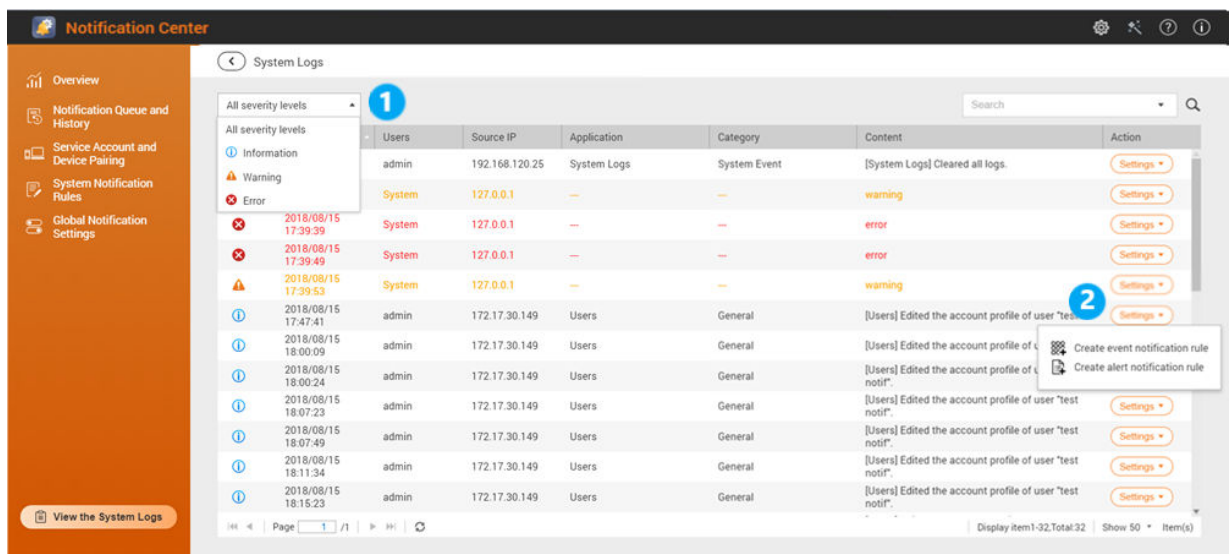 Notification Center
Overview
Notification Queue and
History
Service Account and
Device Pairing
System Notification
Rules
Global Notification
Settings
View the System Logs
System Logs
All severity levels
1
Search
All severity levels
Information
Warning
Error
Users Source IP Application Category Content Action
admin 192.168.120.25 System Logs System Event [System Logs] Cleared all logs. Settings
System 127.0.0.1 --- --- warning Settings
2018/08/15
17:39:39
System 127.0.0.1 --- --- error Settings
2018/08/15
17:39:49
System 127.0.0.1 --- --- error Settings
2018/08/15
17:39:53
System 127.0.0.1 --- --- warning Settings
2
2018/08/15
17:47:41
admin 172.17.30.149 Users General [Users] Edited the account profile of user "test Settings
Create event notification rule
Create alert notification rule
2018/08/15
18:00:09
admin 172.17.30.149 Users General [Users] Edited the account profile of
2018/08/15
18:00:24
admin 172.17.30.149 Users General [Users] Edited the account profile of
notif".
2018/08/15
18:07:23
admin 172.17.30.149 Users General [Users] Edited the account profile of user "test
notif".
Settings
2018/08/15
18:07:49
admin 172.17.30.149 Users General [Users] Edited the account profile of user "test
notif".
Settings
2018/08/15
18:11:34
admin 172.17.30.149 Users General [Users] Edited the account profile of user "test
notif".
Settings
2018/08/15
18:15:23
admin 172.17.30.149 Users General [Users] Edited the account profile of user "test
notif".
Settings
Page 1 /1
Display item1-32,Total:32 Show 50 Item(s)